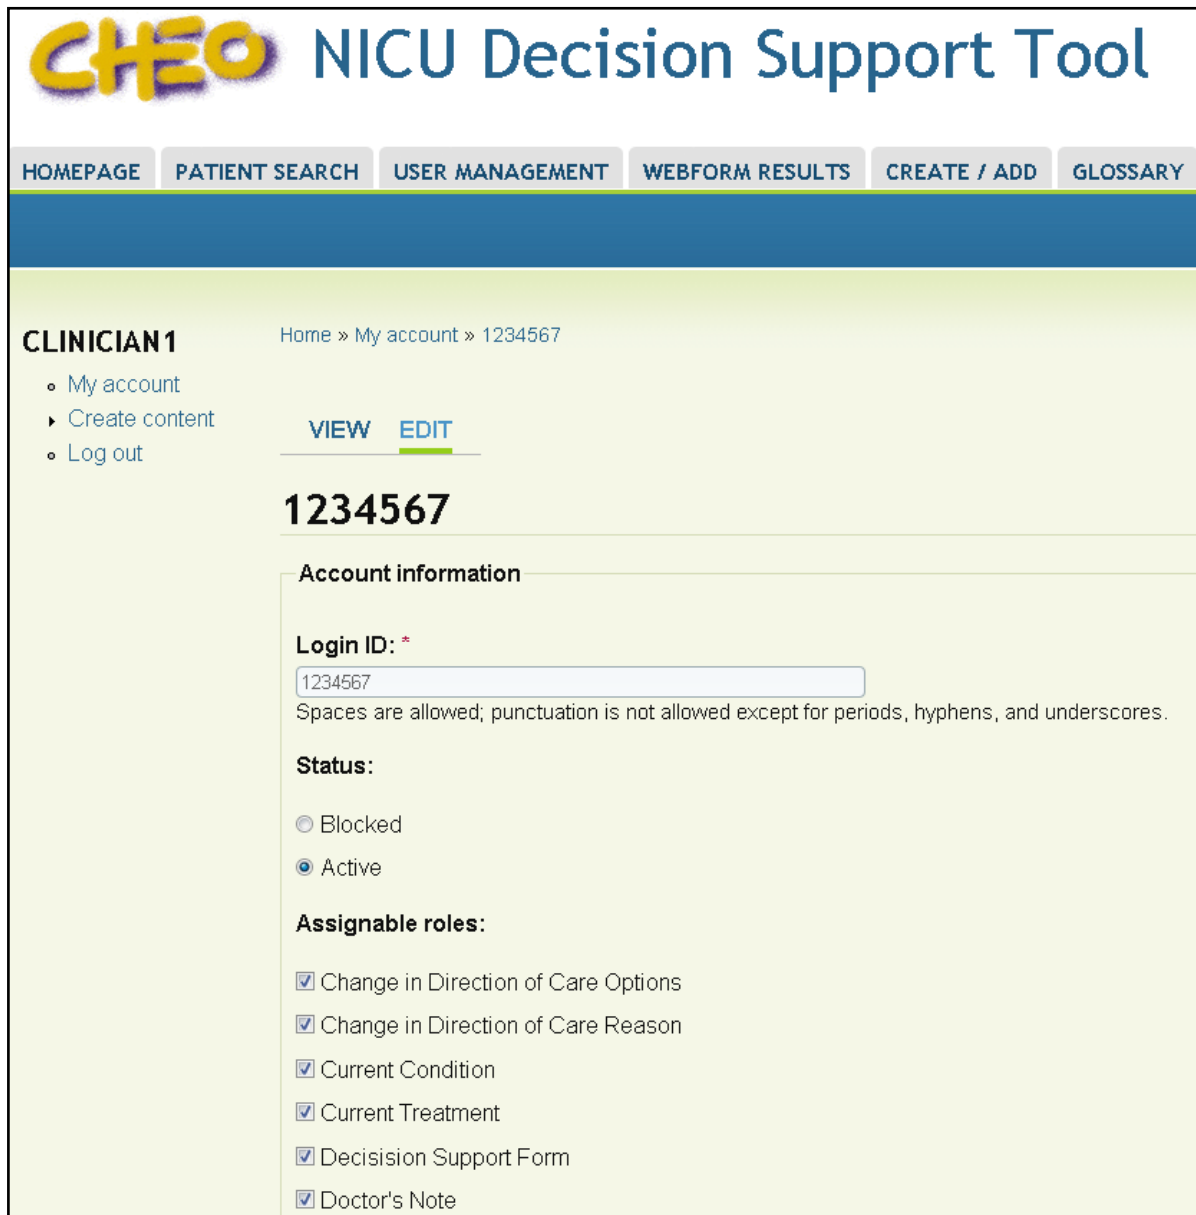 CHEO NICU Decision Support Tool
HOMEPAGE PATIENT SEARCH USER MANAGEMENT WEBFORM RESULTS CREATE / ADD GLOSSARY
CLINICIAN1
My account
Create content
Log out
Home » My account » 1234567
VIEW EDIT
1234567
Account information
Login ID: *
1234567
Spaces are allowed; punctuation is not allowed except for periods, hyphens, and underscores.
Status:
Blocked
Active
Assignable roles:
Change in Direction of Care Options
Change in Direction of Care Reason
Current Condition
Current Treatment
Decisision Support Form
Doctor's Note